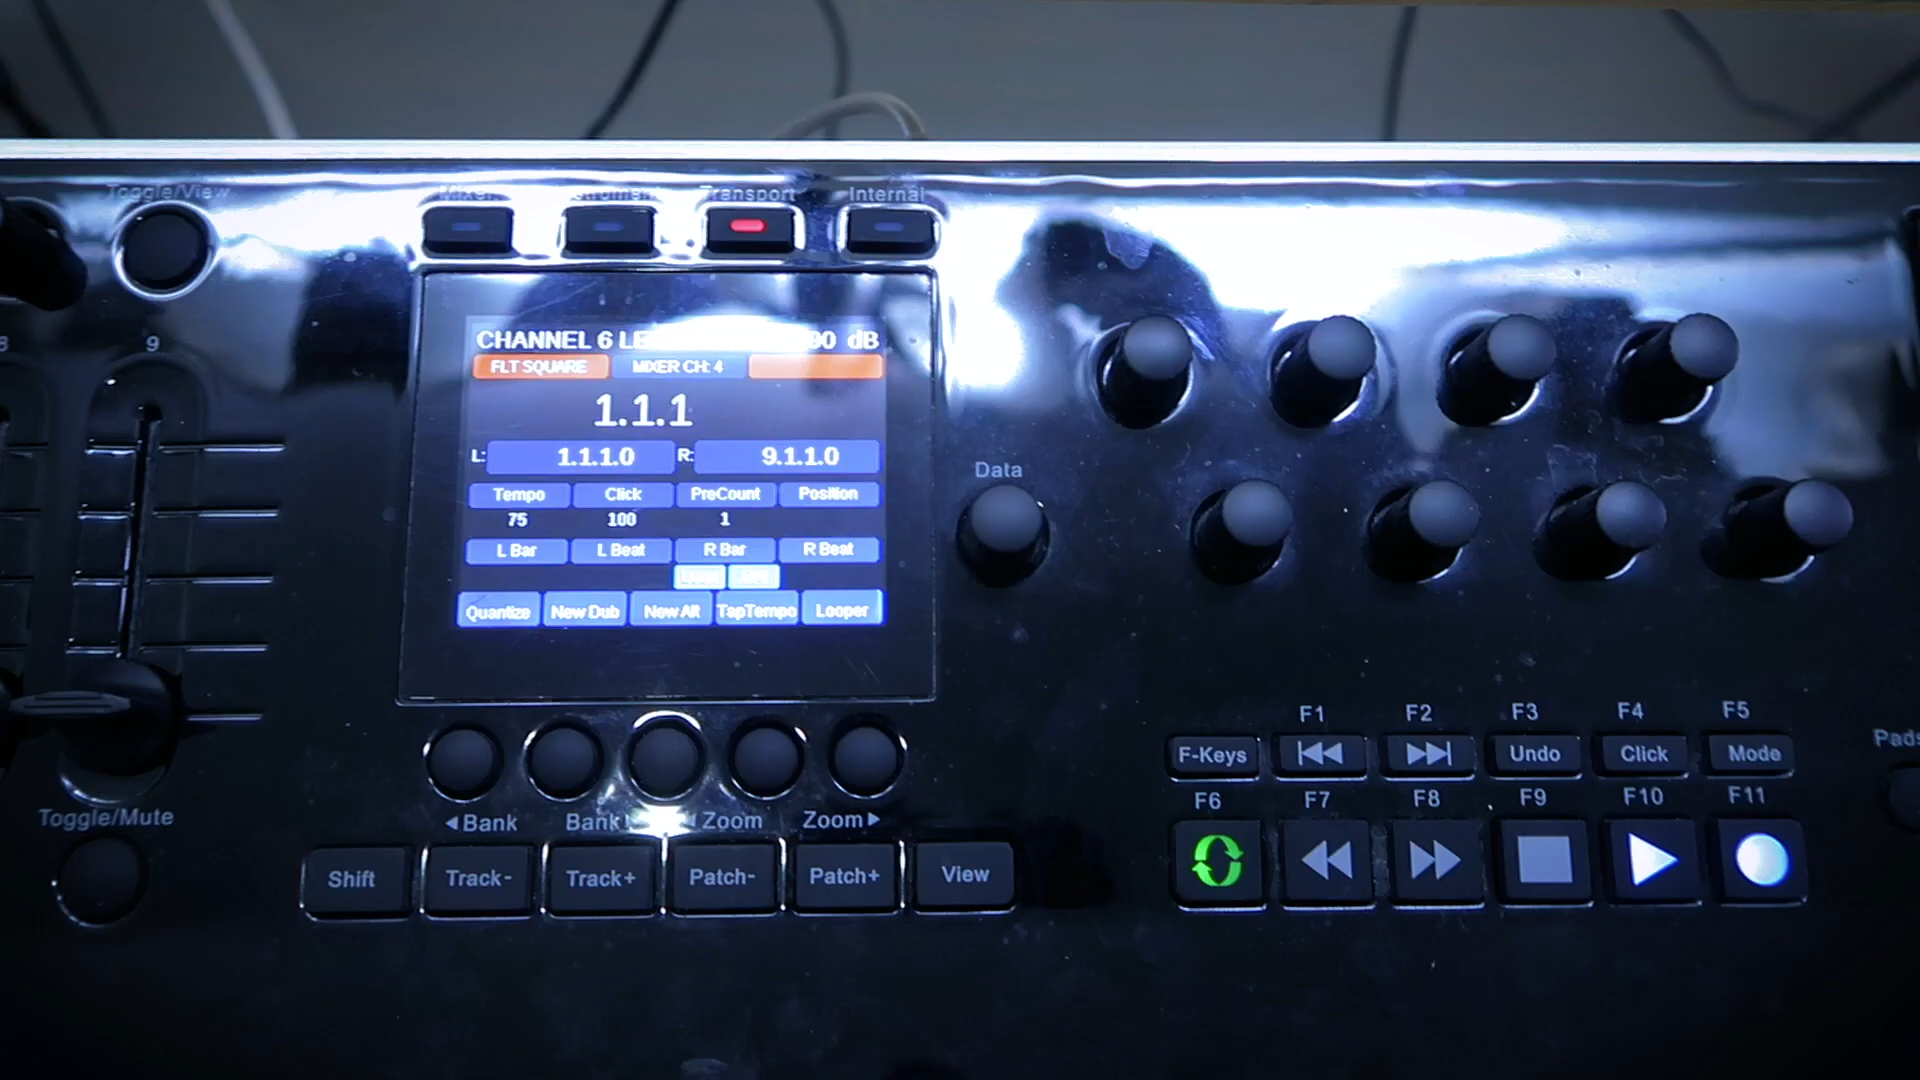 Toggle/View
Mixer
Transport
Internal
8
9
CHANNEL 6 dB
FLT SQUARE
MIXER CH: 4
1.1.1
L: 1.1.1.0 R: 9.1.1.0
Tempo Click PreCount Position
75 100 1
L Bar L Beat R Bar R Beat
Quantize New Dub New Alt TapTempo Looper
Data
◀Bank Bank ◀Zoom Zoom▶
Toggle/Mute
Shift Track- Track+ Patch- Patch+ View
F1 F2 F3 F4 F5
F-Keys Undo Click Mode
F6 F7 F8 F9 F10 F11